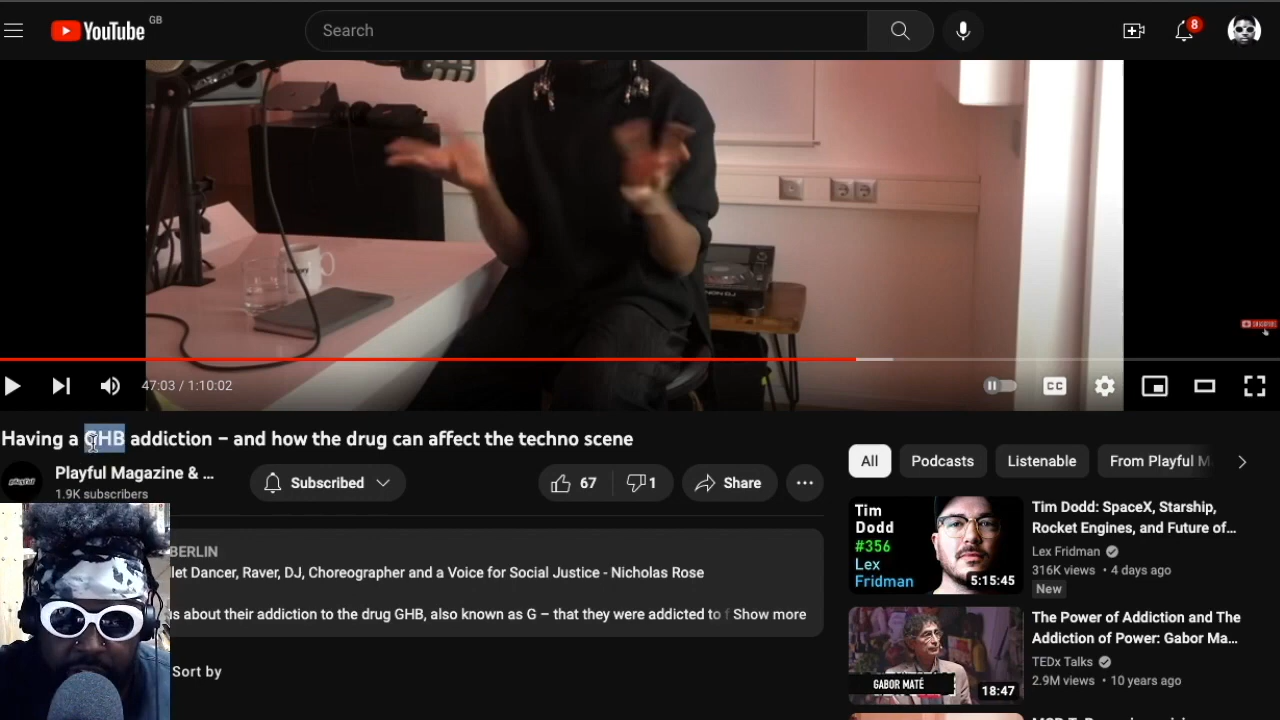 YouTube GB
Search
8
47:03 / 1:10:02
CC
Having a GHB addiction – and how the drug can affect the techno scene
Playful Magazine & ...
1.9K subscribers
Subscribed
67
1
Share
All
Podcasts
Listenable
From Playful M
BERLIN
let Dancer, Raver, DJ, Choreographer and a Voice for Social Justice - Nicholas Rose
us about their addiction to the drug GHB, also known as G – that they were addicted to f Show more
Sort by
Tim
Dodd
#356
Lex
Fridman
5:15:45
Tim Dodd: SpaceX, Starship,
Rocket Engines, and Future of...
Lex Fridman
316K views • 4 days ago
New
GABOR MATÉ
18:47
The Power of Addiction and The
Addiction of Power: Gabor Ma...
TEDx Talks
2.9M views • 10 years ago